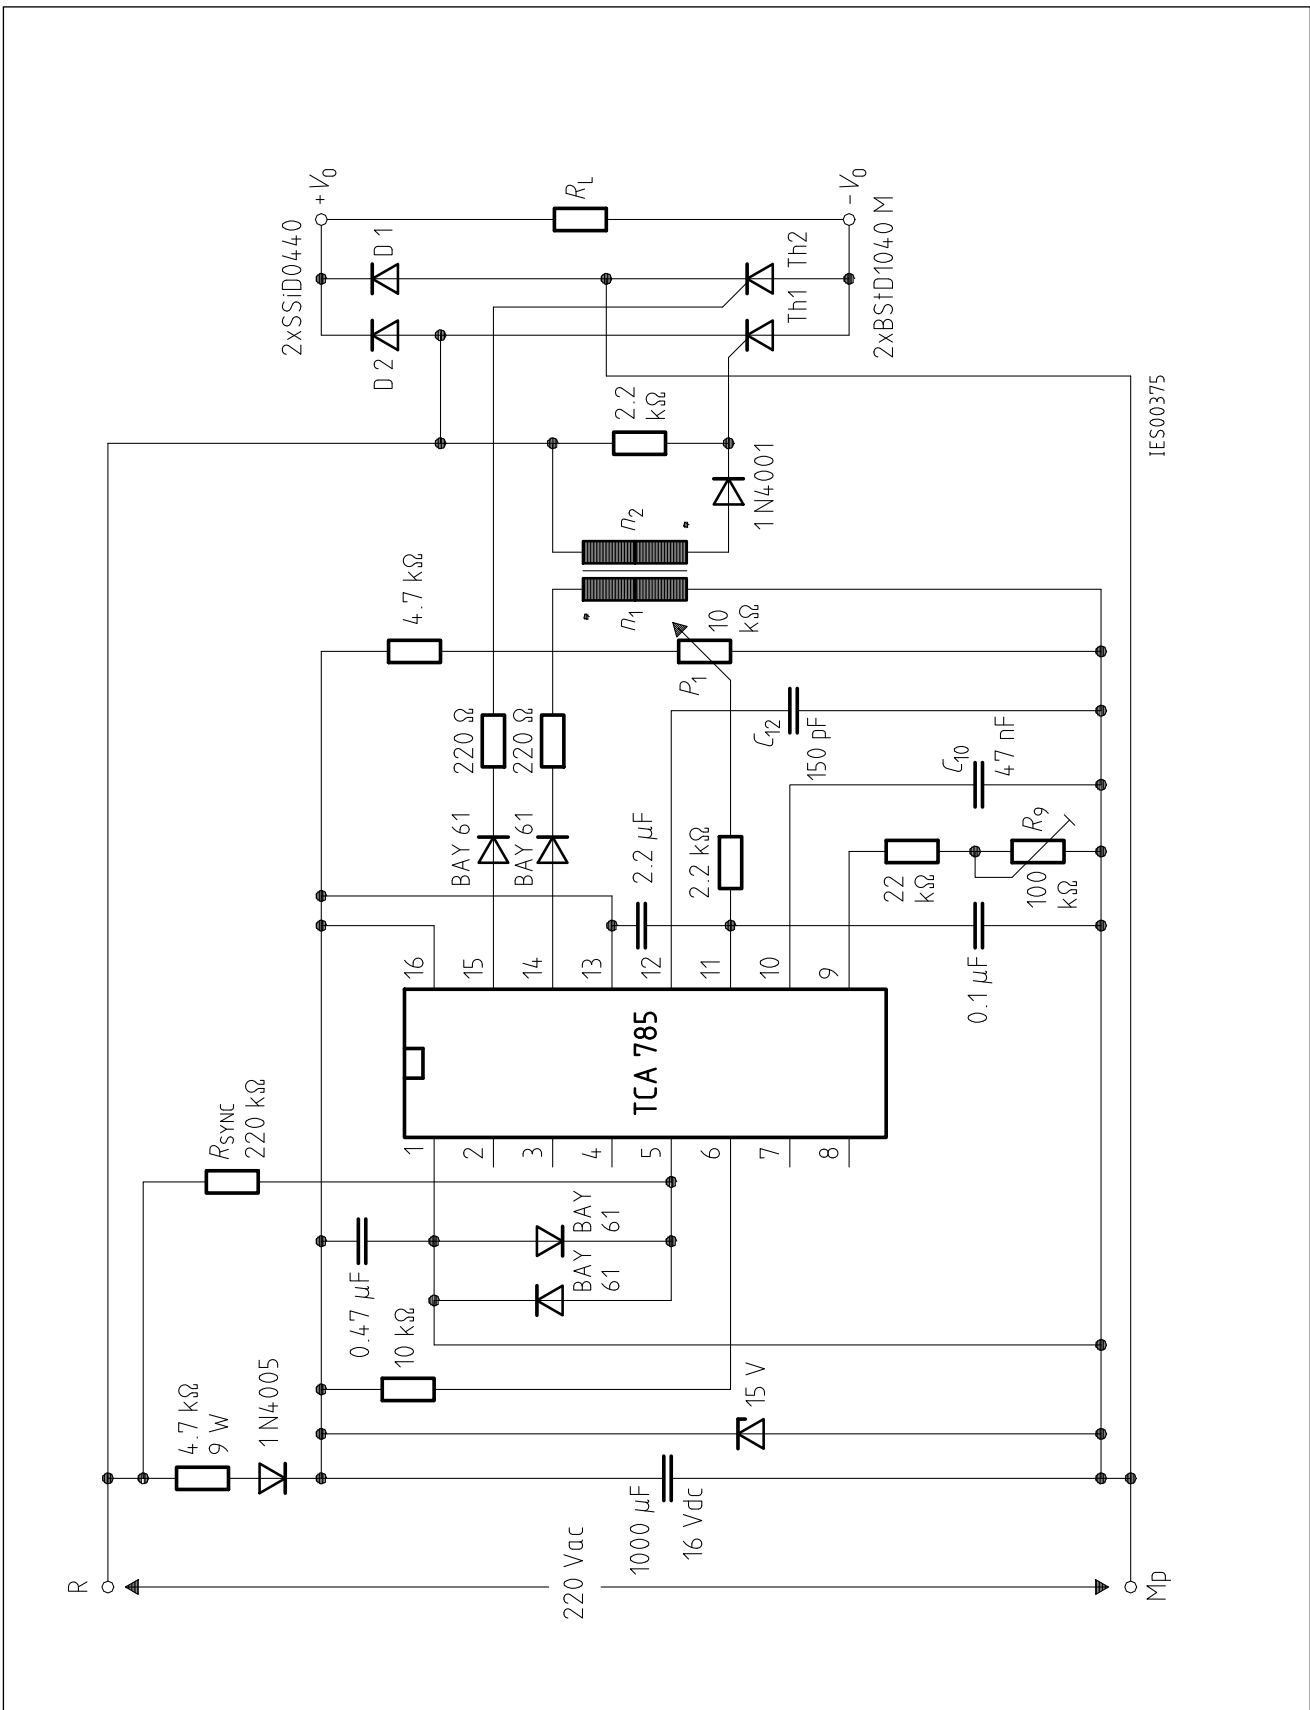 R
220 Vac
Mp
4.7 kΩ
9 W
1N4005
1000 µF
16 Vdc
15 V
10 kΩ
0.47 µF
BAY
61
BAY
61
R_SYNC
220 kΩ
1
2
3
4
5
6
7
8
TCA 785
16
15
14
13
12
11
10
9
BAY 61
BAY 61
220 Ω
220 Ω
2.2 µF
2.2 kΩ
0.1 µF
22
kΩ
100
kΩ
R9
C10
47 nF
C12
150 pF
4.7 kΩ
P1
10
kΩ
n1
n2
1N4001
2.2
kΩ
2xSSiD0440
D2
D1
+V0
RL
-V0
Th1
Th2
2xBStD1040 M
IES00375